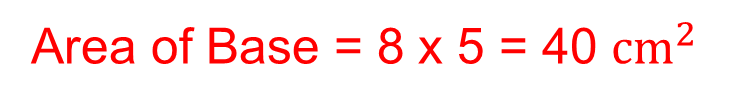 Area of Base = 8 x 5 = 40 cm²